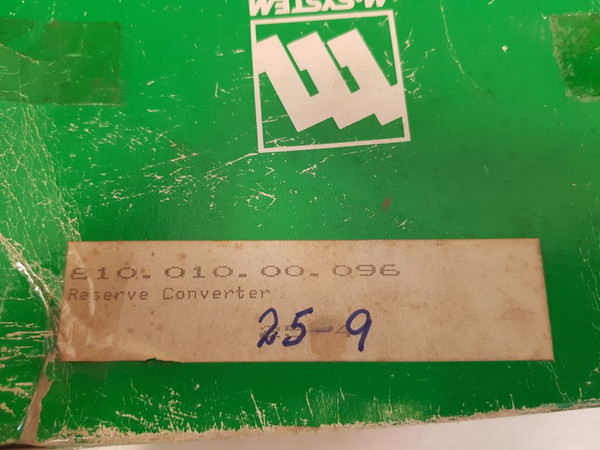 M-SYSTEM
610.010.00.096
Reserve Converter
25-9